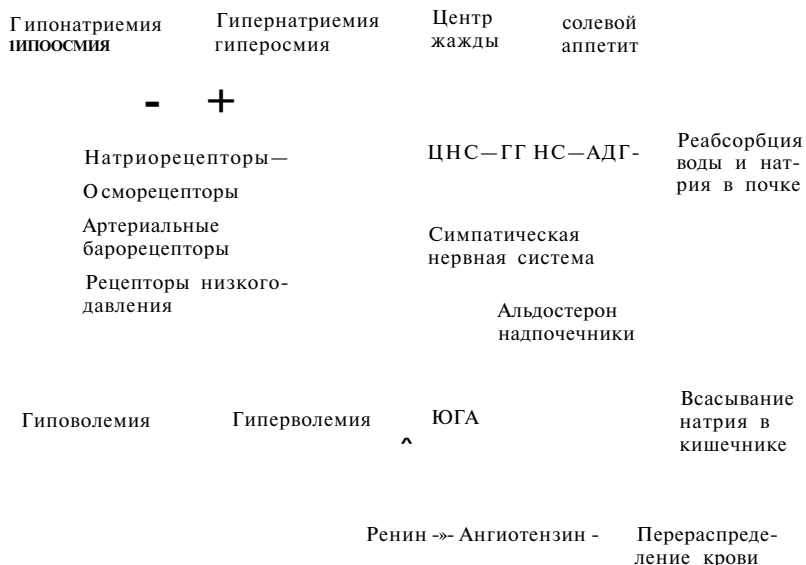 Гипонатриемия
1ИПООСМИЯ
Гипернатриемия
гиперосмия
Центр
жажды
солевой
аппетит
- +
Натриорецепторы—
Осморецепторы
Артериальные
барорецепторы
Рецепторы низкого-
давления
ЦНС—ГГ НС—АДГ-
Реабсорбция
воды и нат-
рия в почке
Симпатическая
нервная система
Альдостерон
надпочечники
Гиповолемия
Гиперволемия
ЮГА
^
Всасывание
натрия в
кишечнике
Ренин -»- Ангиотензин -
Перераспреде-
ление крови